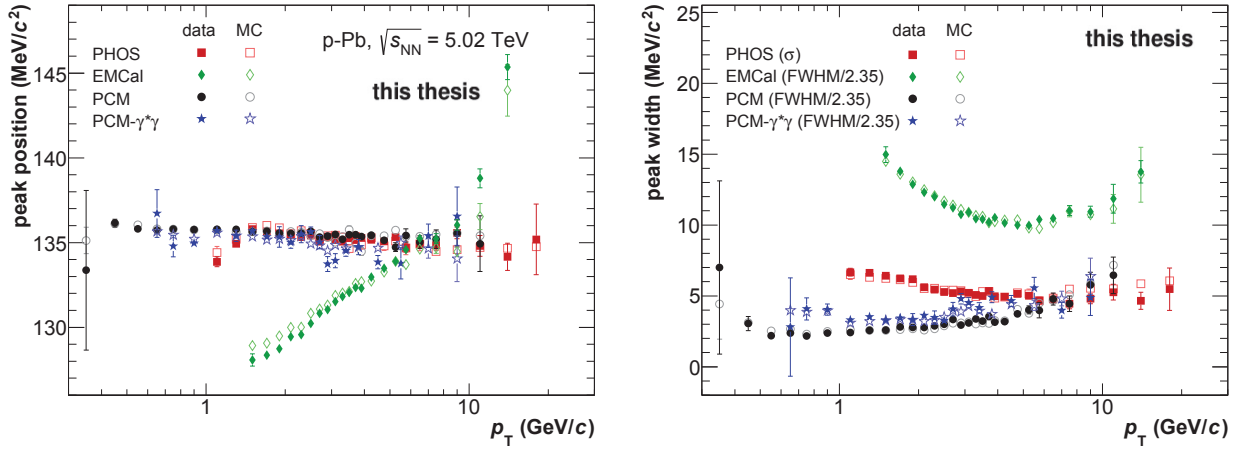 data MC
PHOS
EMCal
PCM
PCM-γ*γ
p-Pb, √sNN = 5.02 TeV
this thesis
peak position (MeV/c²)
145
140
135
130
1
10
pT (GeV/c)
data MC
PHOS (σ)
EMCal (FWHM/2.35)
PCM (FWHM/2.35)
PCM-γ*γ (FWHM/2.35)
this thesis
peak width (MeV/c²)
25
20
15
10
5
0
1
10
pT (GeV/c)